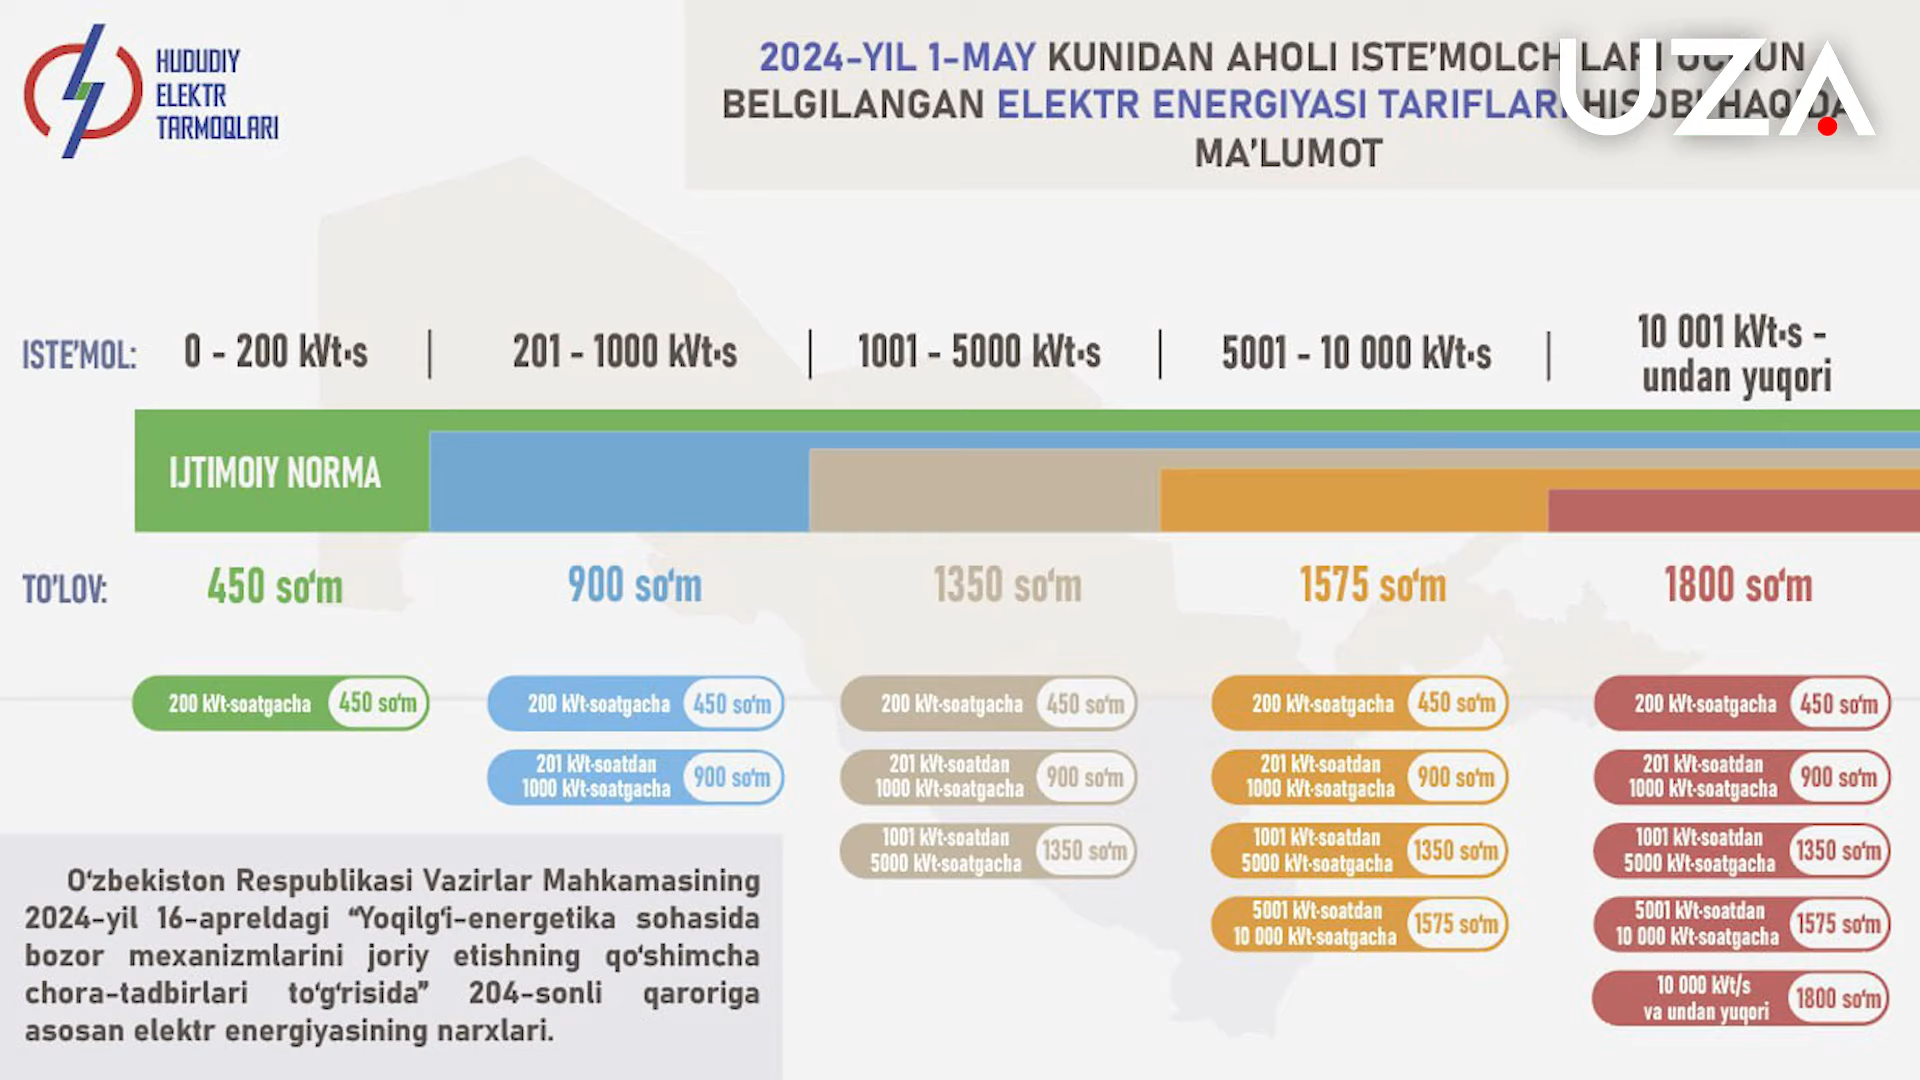 HUDUDIY
ELEKTR
TARMOQLARI
UZA
2024-YIL 1-MAY KUNIDAN AHOLI ISTE'MOLCHILARI UCHUN
BELGILANGAN ELEKTR ENERGIYASI TARIFLARI HISOBI HAQIDA
MA'LUMOT
ISTE'MOL: 0 - 200 kVt·s | 201 - 1000 kVt·s | 1001 - 5000 kVt·s | 5001 - 10 000 kVt·s | 10 001 kVt·s -
undan yuqori
IJTIMOIY NORMA
TO'LOV: 450 so'm 900 so'm 1350 so'm 1575 so'm 1800 so'm
200 kVt-soatgacha 450 so'm
200 kVt-soatgacha 450 so'm
201 kVt-soatdan
1000 kVt-soatgacha 900 so'm
200 kVt-soatgacha 450 so'm
201 kVt-soatdan
1000 kVt-soatgacha 900 so'm
1001 kVt-soatdan
5000 kVt-soatgacha 1350 so'm
200 kVt-soatgacha 450 so'm
201 kVt-soatdan
1000 kVt-soatgacha 900 so'm
1001 kVt-soatdan
5000 kVt-soatgacha 1350 so'm
5001 kVt-soatdan
10 000 kVt-soatgacha 1575 so'm
200 kVt-soatgacha 450 so'm
201 kVt-soatdan
1000 kVt-soatgacha 900 so'm
1001 kVt-soatdan
5000 kVt-soatgacha 1350 so'm
5001 kVt-soatdan
10 000 kVt-soatgacha 1575 so'm
10 000 kVt/s
va undan yuqori 1800 so'm
O'zbekiston Respublikasi Vazirlar Mahkamasining
2024-yil 16-apreldagi "Yoqilg'i-energetika sohasida
bozor mexanizmlarini joriy etishning qo'shimcha
chora-tadbirlari to'g'risida" 204-sonli qaroriga
asosan elektr energiyasining narxlari.